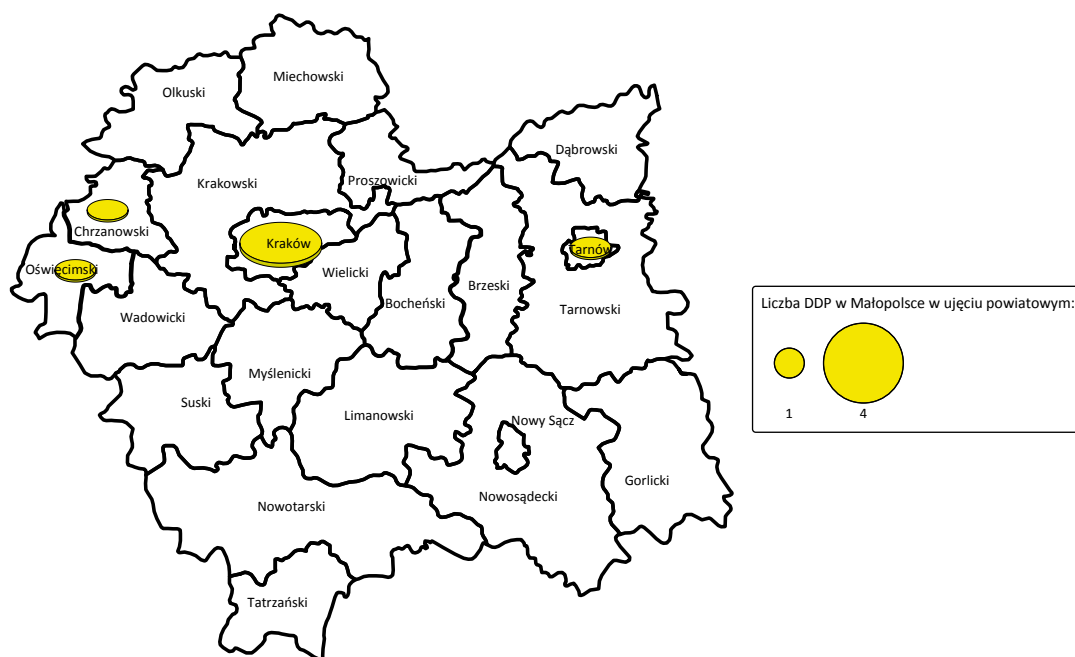 Miechowski
Olkuski
Dąbrowski
Krakowski
Proszowicki
Chrzanowski
Kraków
Tarnów
Oświęcimski
Wielicki
Bocheński
Brzeski
Wadowicki
Tarnowski
Liczba DDP w Małopolsce w ujęciu powiatowym:
1
4
Myślenicki
Suski
Limanowski
Nowy Sącz
Gorlicki
Nowosądecki
Nowotarski
Tatrzański